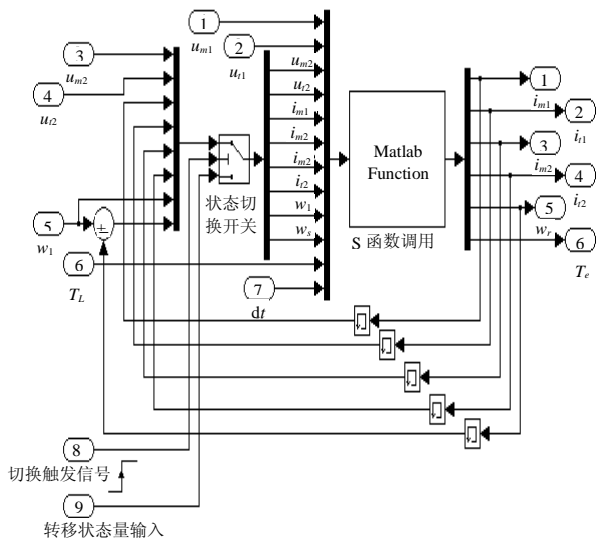 1
u_{m1}
2
u_{t1}
3
u_{m2}
4
u_{t2}
5
w_1
±
6
T_L
7
dt
u_{m2}
u_{t2}
i_{m1}
i_{m2}
i_{m2}
i_{t2}
w_1
w_s
状态切
换开关
Matlab
Function
S 函数调用
1
i_{m1}
2
i_{t1}
3
i_{m2}
4
i_{t2}
5
w_r
6
T_e
8
切换触发信号
9
转移状态量输入